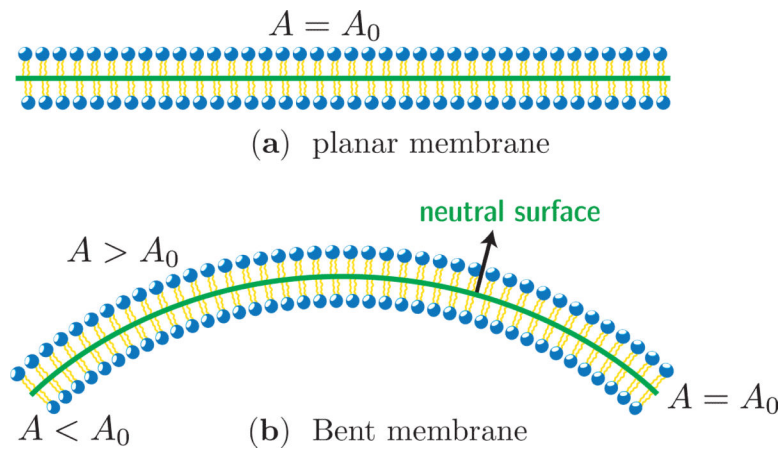 A = A₀
(a) planar membrane
neutral surface
A > A₀
A < A₀
A = A₀
(b) Bent membrane